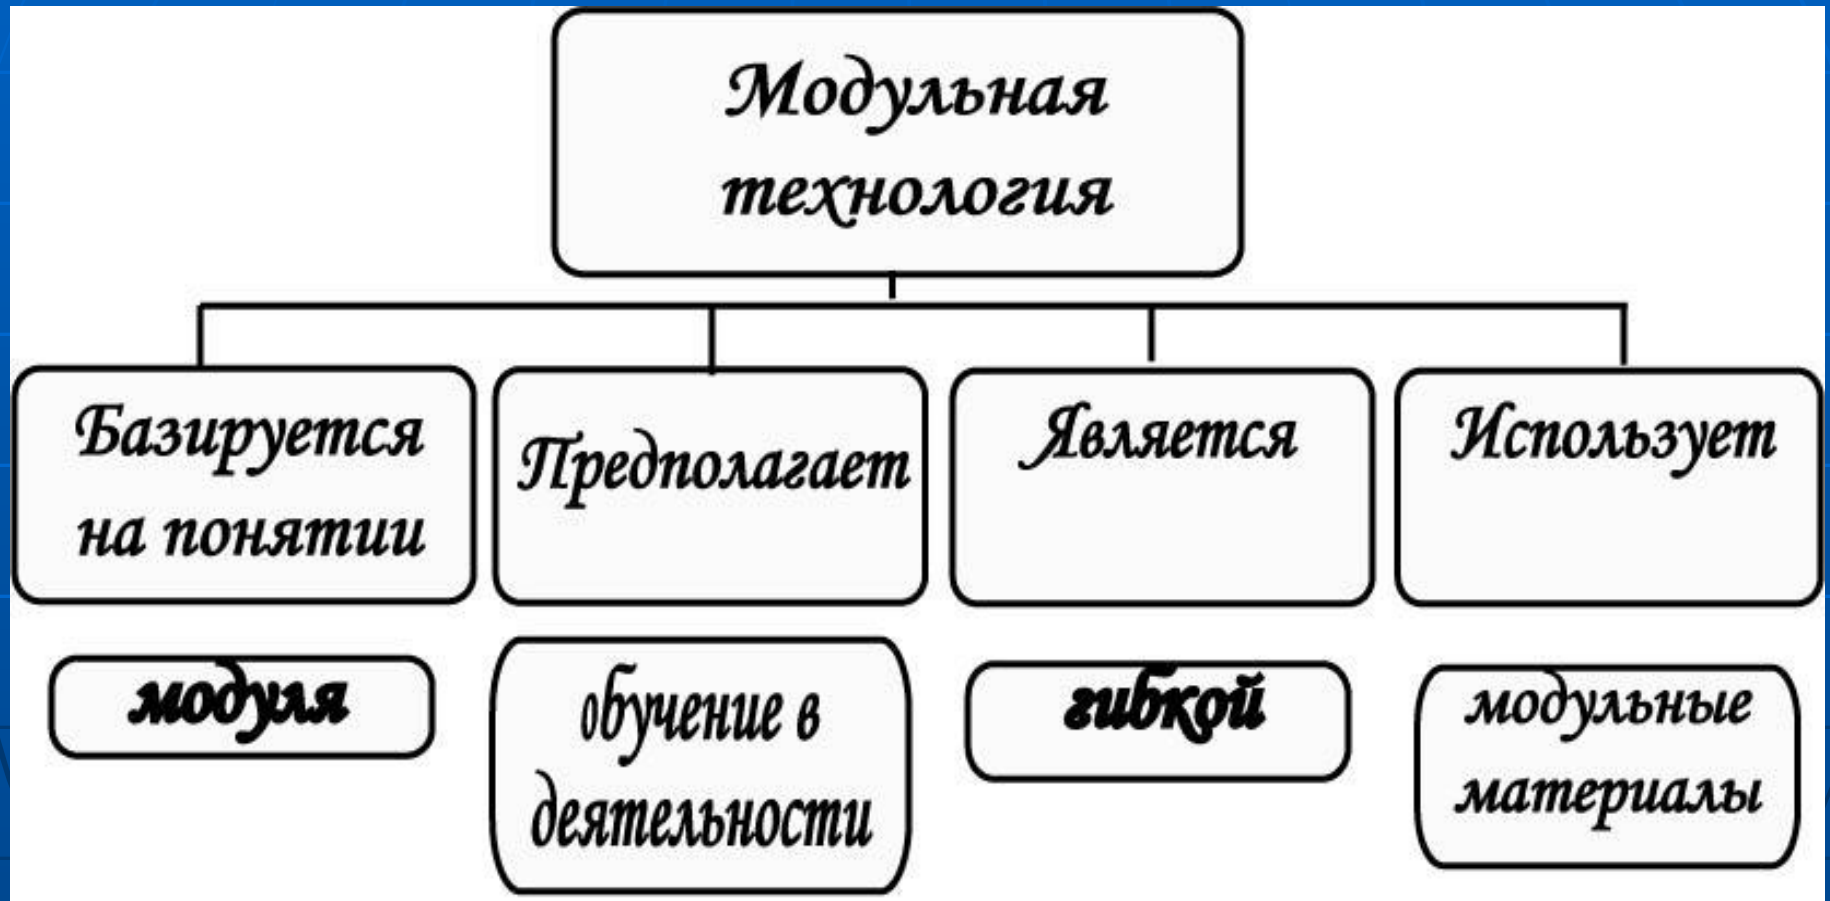 Модульная
технология
Базируется
на понятии
Предполагает
Является
Использует
модуля
обучение в
деятельности
гибкой
модульные
материалы